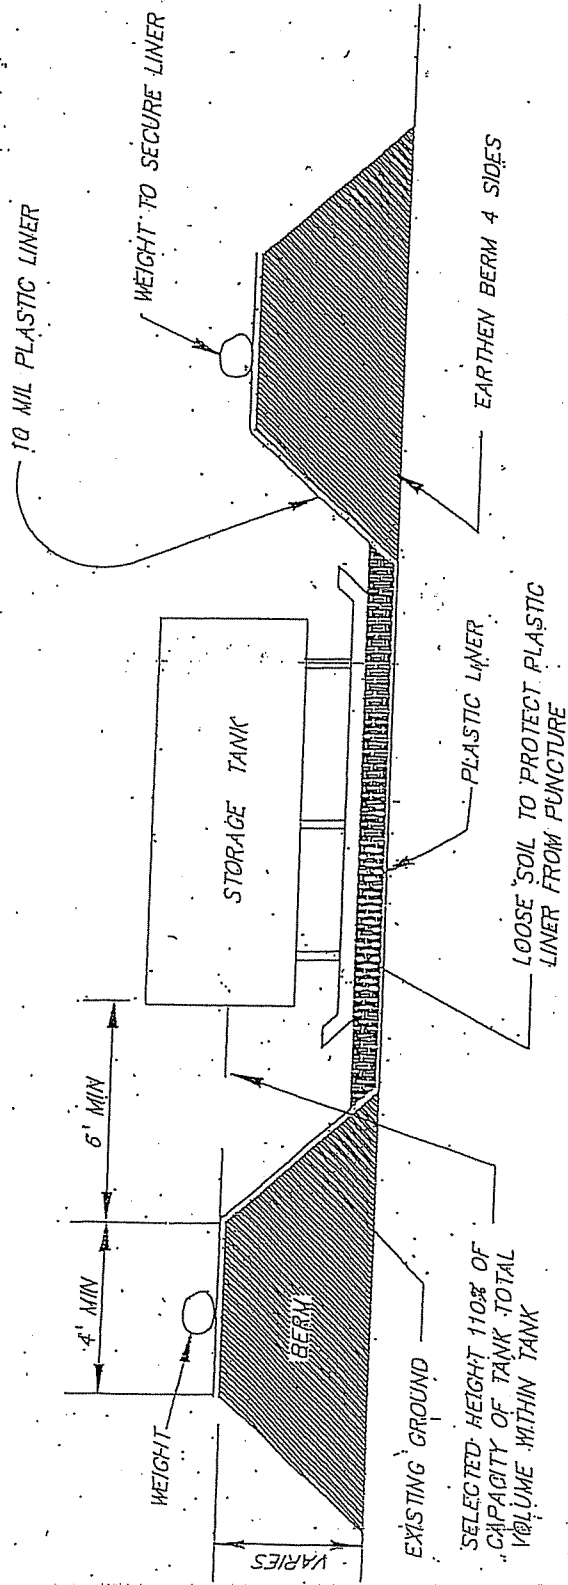 TO MIL PLASTIC LINER
WEIGHT TO SECURE LINER
STORAGE TANK
6' MIN
4' MIN
WEIGHT
BERM
VARIES
EXISTING GROUND
SELECTED HEIGHT 110% OF
CAPACITY OF TANK TOTAL
VOLUME WITHIN TANK
LOOSE SOIL TO PROTECT PLASTIC
LINER FROM PUNCTURE
PLASTIC LINER
EARTHEN BERM 4 SIDES